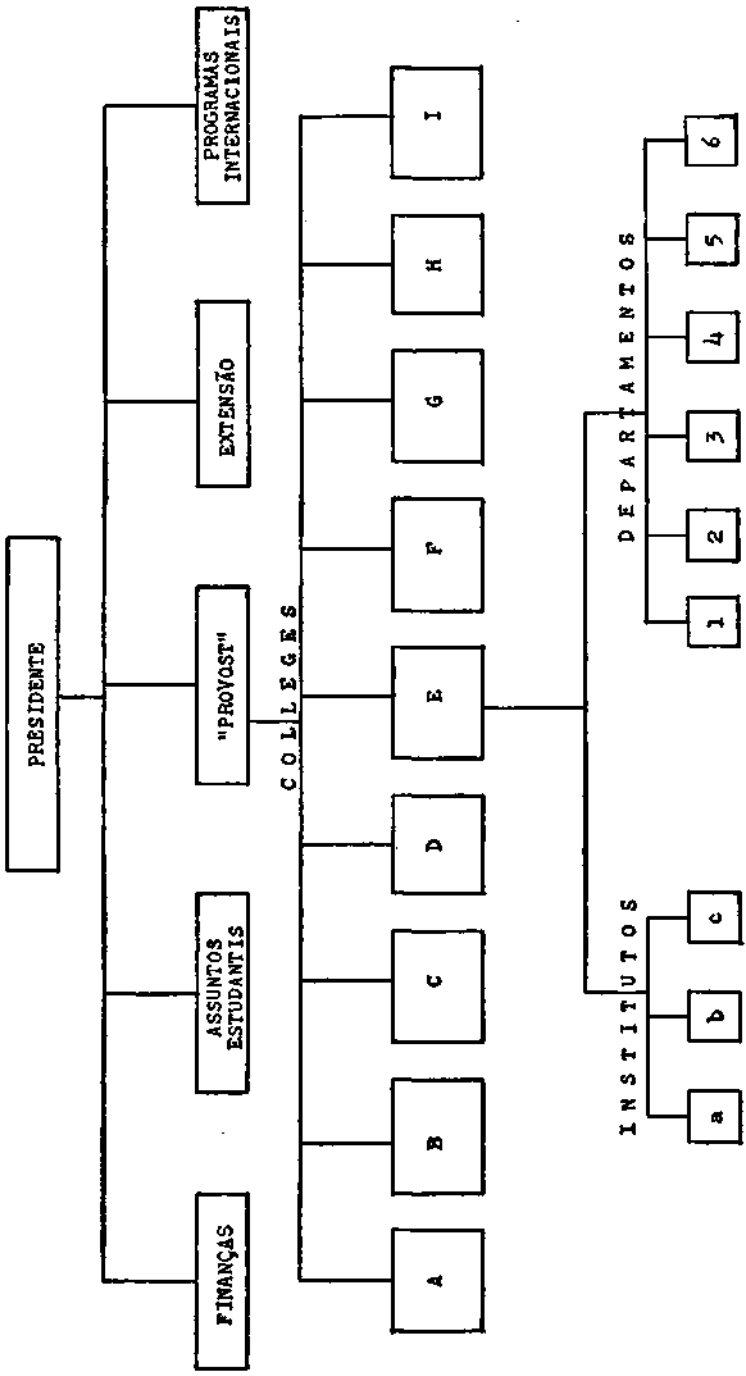 PRESIDENTE
FINANÇAS
ASSUNTOS
ESTUDANTIS
"PROVOST"
EXTENSÃO
PROGRAMAS
INTERNACIONAIS
COLLEGES
A
B
C
D
E
F
G
H
I
INSTITUTOS
DEPARTAMENTOS
a
b
c
1
2
3
4
5
6